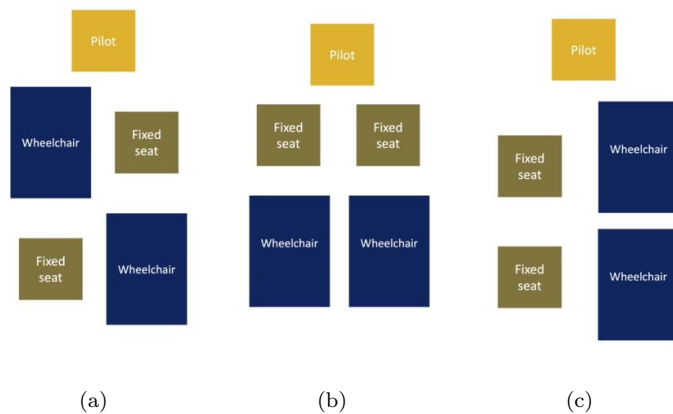 Pilot
Wheelchair
Fixed
seat
Fixed
seat
Wheelchair
(a)
Pilot
Fixed
seat
Fixed
seat
Wheelchair
Wheelchair
(b)
Pilot
Fixed
seat
Wheelchair
Fixed
seat
Wheelchair
(c)